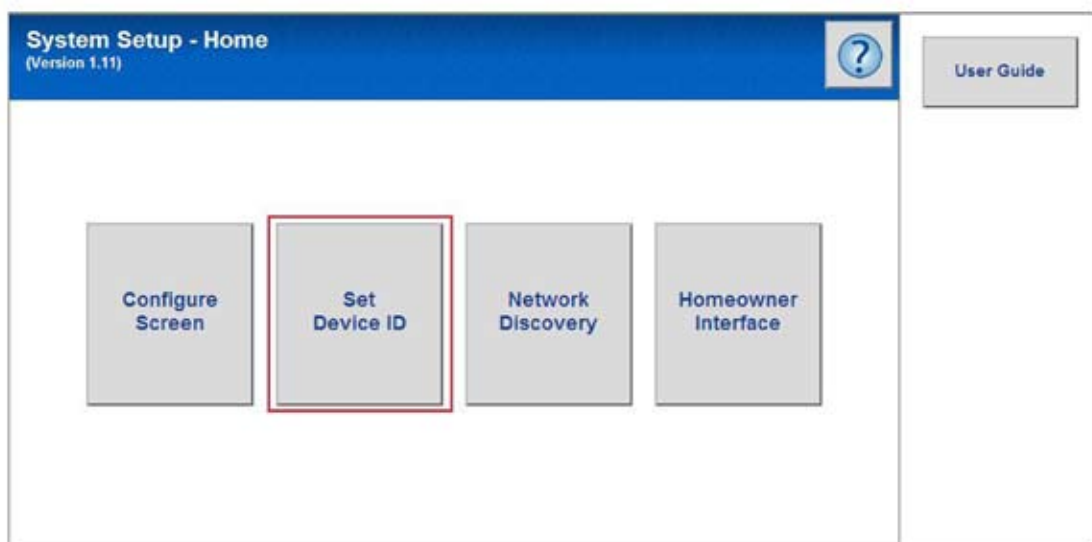 System Setup - Home
(Version 1.11)
?
User Guide
Configure
Screen
Set
Device ID
Network
Discovery
Homeowner
Interface